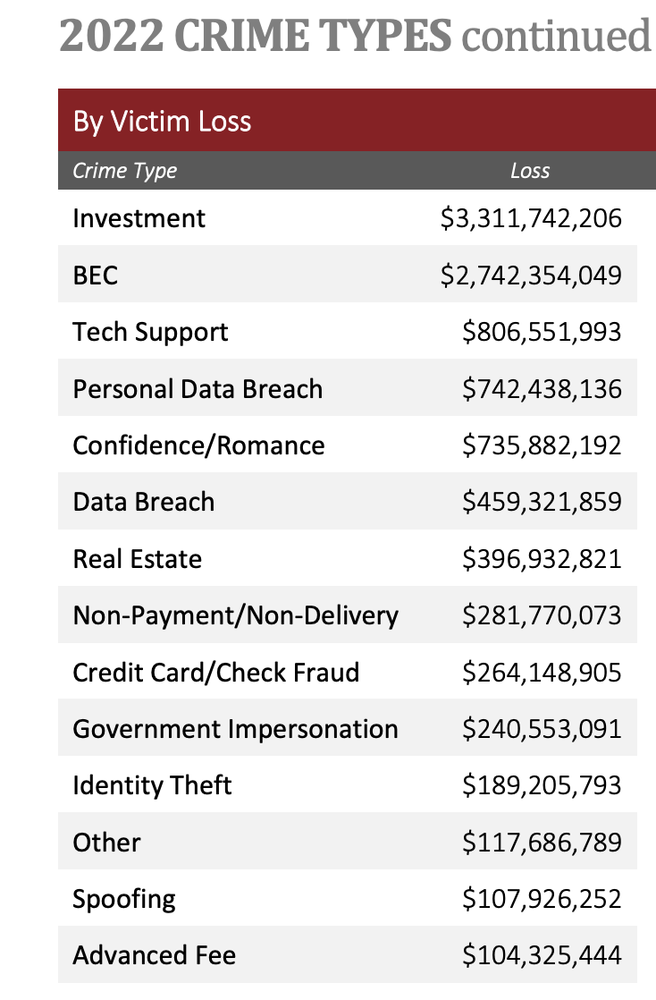 2022 CRIME TYPES continued
By Victim Loss
Crime Type Loss
Investment $3,311,742,206
BEC $2,742,354,049
Tech Support $806,551,993
Personal Data Breach $742,438,136
Confidence/Romance $735,882,192
Data Breach $459,321,859
Real Estate $396,932,821
Non-Payment/Non-Delivery $281,770,073
Credit Card/Check Fraud $264,148,905
Government Impersonation $240,553,091
Identity Theft $189,205,793
Other $117,686,789
Spoofing $107,926,252
Advanced Fee $104,325,444